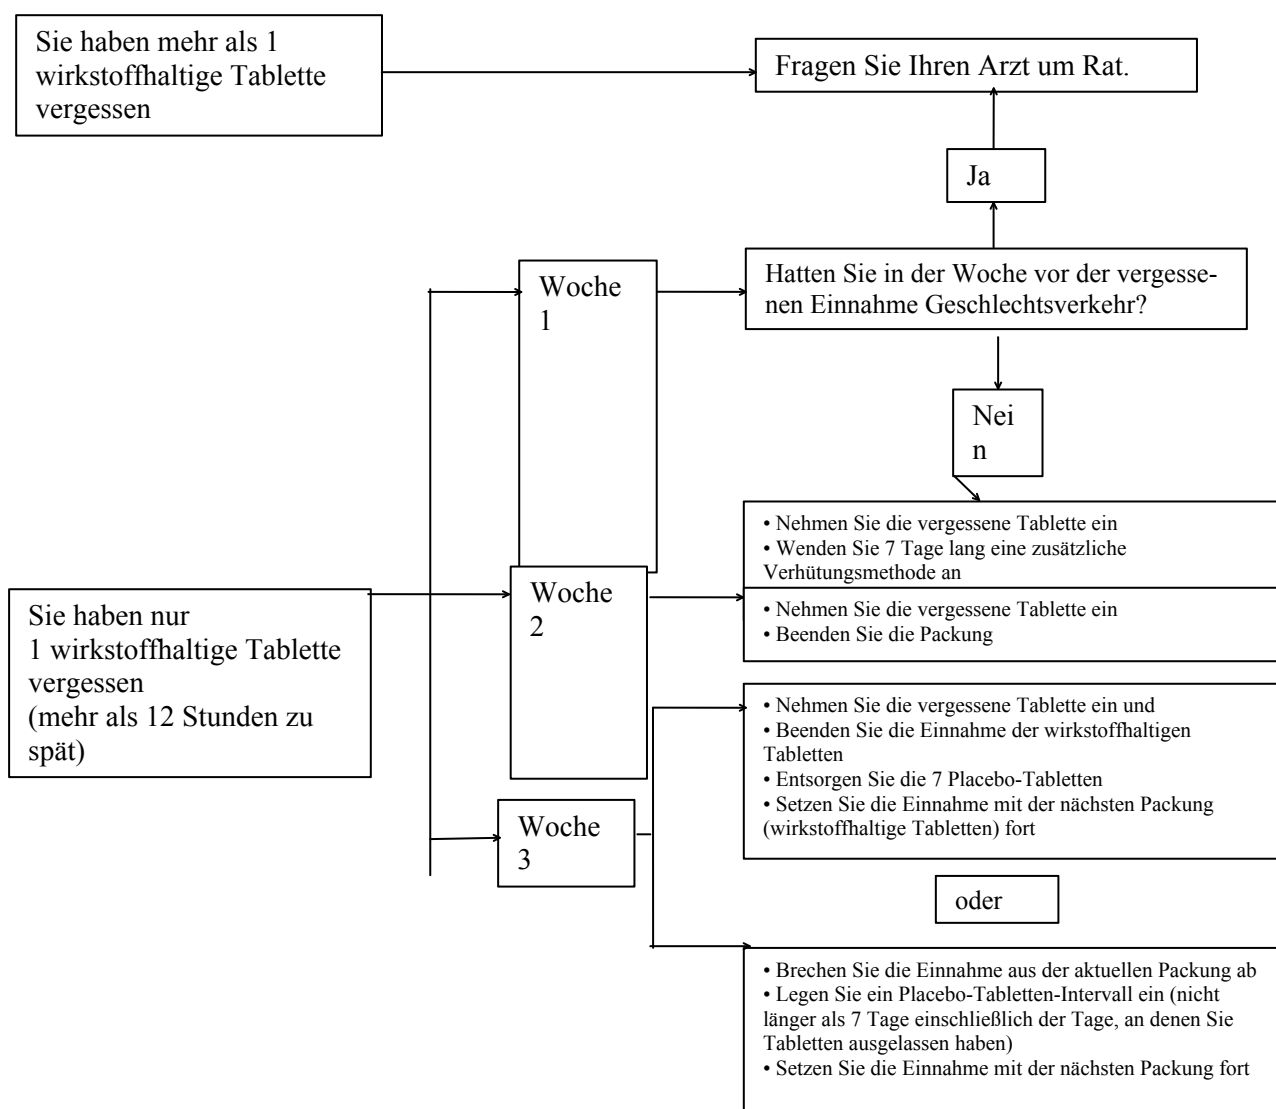 Sie haben mehr als 1
wirkstoffhaltige Tablette
vergessen
Fragen Sie Ihren Arzt um Rat.
Ja
Woche
1
Hatten Sie in der Woche vor der vergesse-
nen Einnahme Geschlechtsverkehr?
Nei
n
• Nehmen Sie die vergessene Tablette ein
• Wenden Sie 7 Tage lang eine zusätzliche
Verhütungsmethode an
Sie haben nur
1 wirkstoffhaltige Tablette
vergessen
(mehr als 12 Stunden zu
spät)
Woche
2
• Nehmen Sie die vergessene Tablette ein
• Beenden Sie die Packung
Woche
3
• Nehmen Sie die vergessene Tablette ein und
• Beenden Sie die Einnahme der wirkstoffhaltigen
Tabletten
• Entsorgen Sie die 7 Placebo-Tabletten
• Setzen Sie die Einnahme mit der nächsten Packung
(wirkstoffhaltige Tabletten) fort
oder
• Brechen Sie die Einnahme aus der aktuellen Packung ab
• Legen Sie ein Placebo-Tabletten-Intervall ein (nicht
länger als 7 Tage einschließlich der Tage, an denen Sie
Tabletten ausgelassen haben)
• Setzen Sie die Einnahme mit der nächsten Packung fort